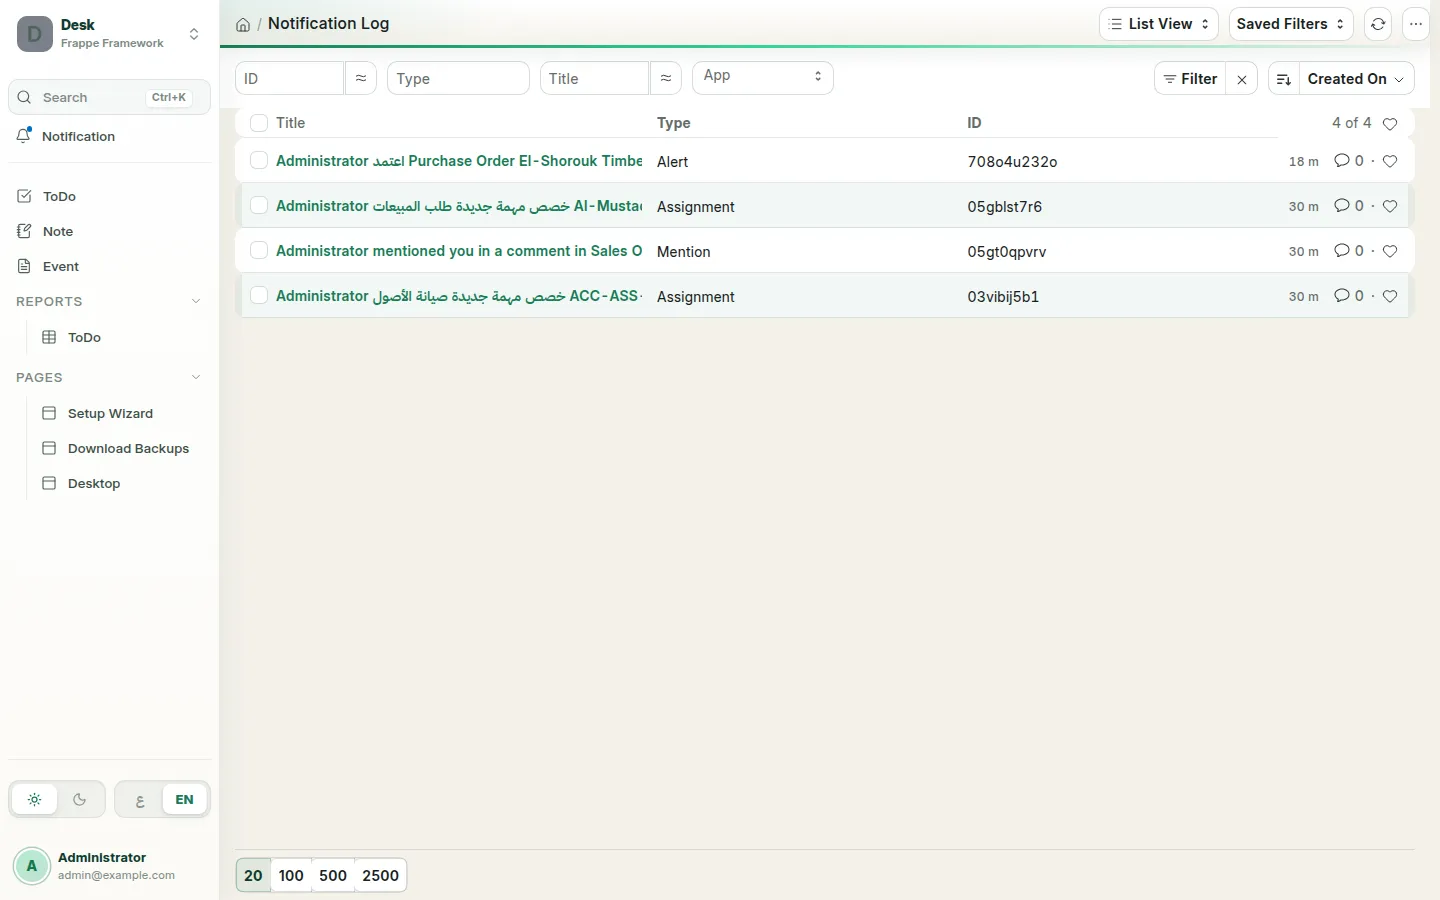 Desk
Frappe Framework
Search
Ctrl+K
Notification
ToDo
Note
Event
REPORTS
ToDo
PAGES
Setup Wizard
Download Backups
Desktop
ع
EN
A
Administrator
admin@example.com
D
/ Notification Log
List View
Saved Filters
ID
≈
Type
Title
≈
App
Filter
Created On
Title Type ID 4 of 4
Administrator اعتمد Purchase Order El-Shorouk Timbe Alert 708o4u232o 18 m 0 ·
Administrator خصص مهمة جديدة طلب المبيعات Al-Mustad Assignment 05gblst7r6 30 m 0 ·
Administrator mentioned you in a comment in Sales O Mention 05gt0qpvrv 30 m 0 ·
Administrator خصص مهمة جديدة صيانة الأصول ACC-ASS- Assignment 03vibij5b1 30 m 0 ·
20 100 500 2500